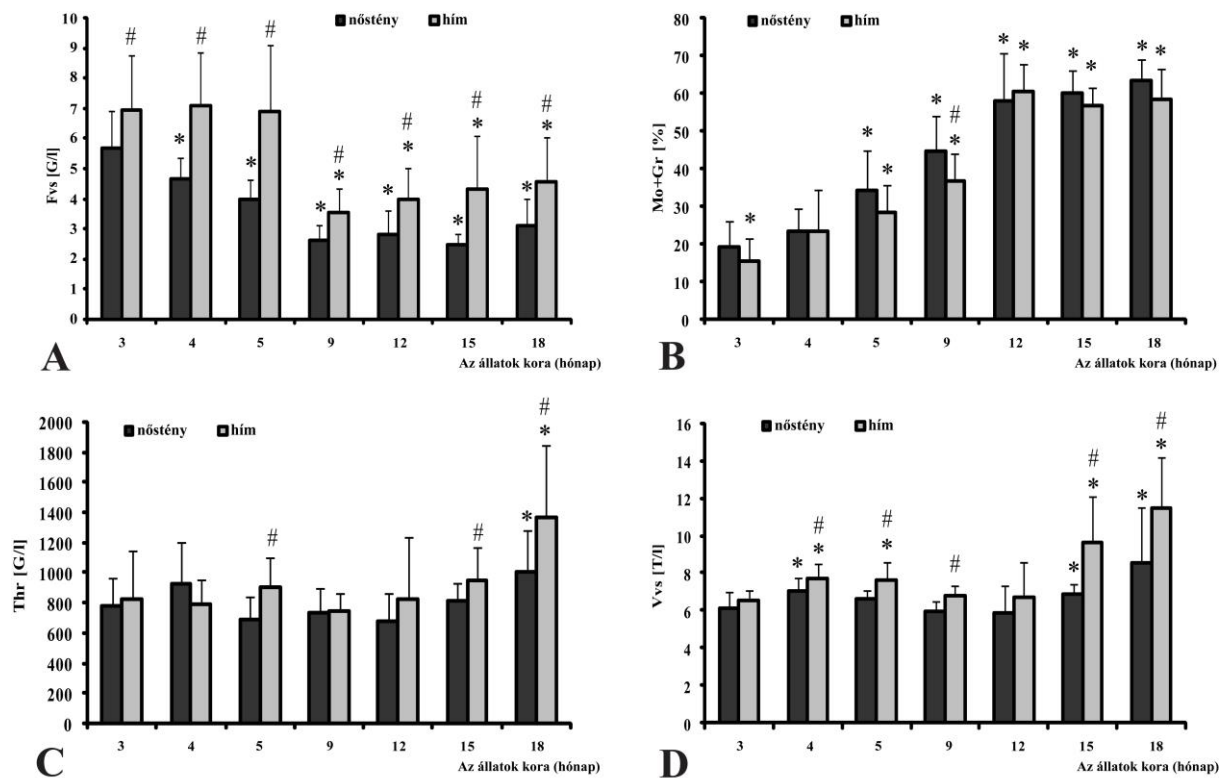 nőstény hím
Fvs [G/l]
10
9
8
7
6
5
4
3
2
1
0
# # # # # # #
* * * * * * * * * *
3 4 5 9 12 15 18
Az állatok kora (hónap)
A
nőstény hím
Mo+Gr [%]
80
70
60
50
40
30
20
10
0
#
* * * * * * * * * * *
3 4 5 9 12 15 18
Az állatok kora (hónap)
B
nőstény hím
Thr [G/l]
2000
1800
1600
1400
1200
1000
800
600
400
200
0
# # #
* *
3 4 5 9 12 15 18
Az állatok kora (hónap)
C
nőstény hím
Vvs [T/l]
16
14
12
10
8
6
4
2
0
# # # # #
* * * * * * *
3 4 5 9 12 15 18
Az állatok kora (hónap)
D